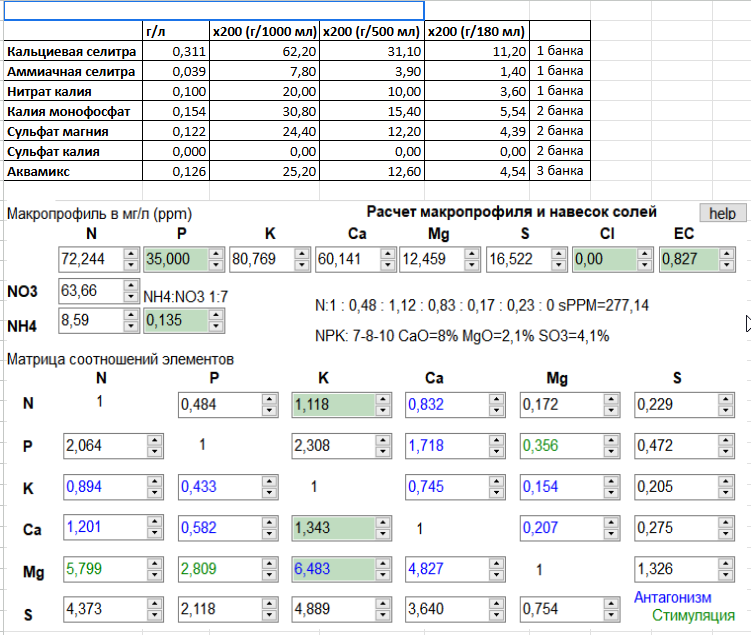 г/л х200 (г/1000 мл) х200 (г/500 мл) х200 (г/180 мл)
Кальциевая селитра 0,311 62,20 31,10 11,20 1 банка
Аммиачная селитра 0,039 7,80 3,90 1,40 1 банка
Нитрат калия 0,100 20,00 10,00 3,60 1 банка
Калия монофосфат 0,154 30,80 15,40 5,54 2 банка
Сульфат магния 0,122 24,40 12,20 4,39 2 банка
Сульфат калия 0,000 0,00 0,00 0,00 2 банка
Аквамикс 0,126 25,20 12,60 4,54 3 банка
Макропрофиль в мг/л (ppm) Расчет макропрофиля и навесок солей help
N P K Ca Mg S Cl EC
72,244 35,000 80,769 60,141 12,459 16,522 0,00 0,827
NO3 63,66 NH4:NO3 1:7
N:1 : 0,48 : 1,12 : 0,83 : 0,17 : 0,23 : 0 sPPM=277,14
NH4 8,59 0,135
NPK: 7-8-10 CaO=8% MgO=2,1% SO3=4,1%
Матрица соотношений элементов
N P K Ca Mg S
N 1 0,484 1,118 0,832 0,172 0,229
P 2,064 1 2,308 1,718 0,356 0,472
K 0,894 0,433 1 0,745 0,154 0,205
Ca 1,201 0,582 1,343 1 0,207 0,275
Mg 5,799 2,809 6,483 4,827 1 1,326
S 4,373 2,118 4,889 3,640 0,754
Антагонизм
Стимуляция